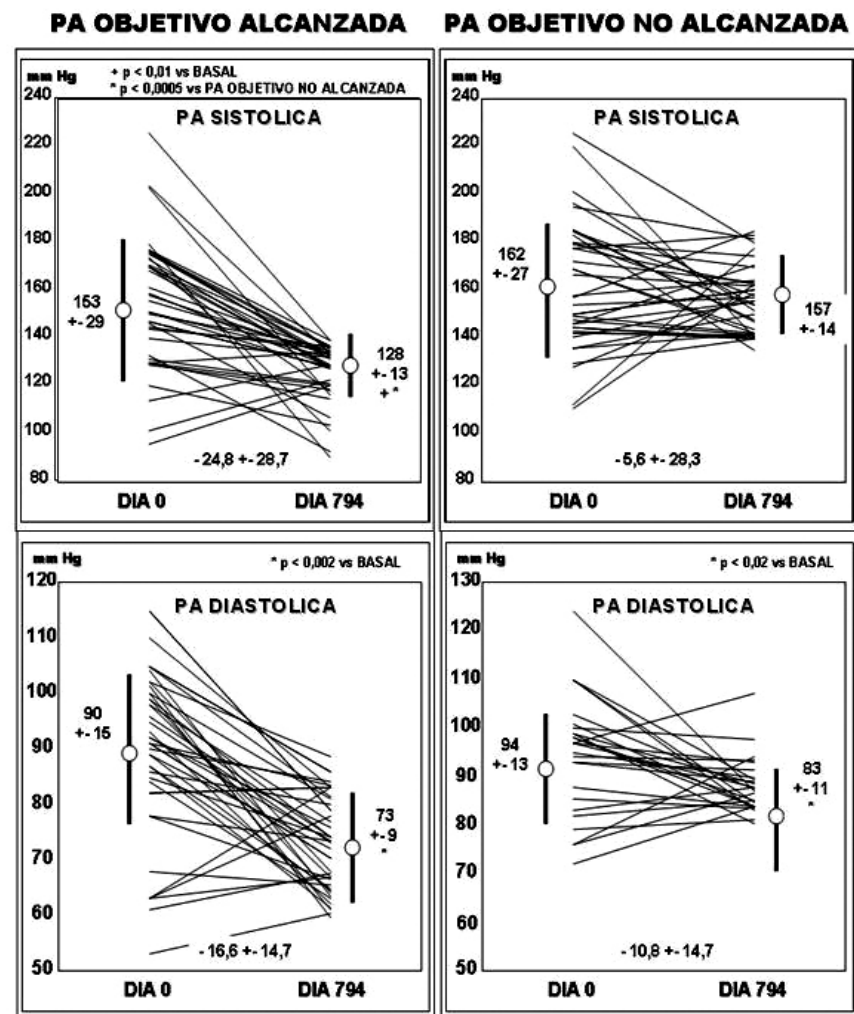 PA OBJETIVO ALCANZADA
PA OBJETIVO NO ALCANZADA
mm Hg
+ p < 0,01 vs BASAL
* p < 0,0005 vs PA OBJETIVO NO ALCANZADA
PA SISTOLICA
240
220
200
180
160
140
120
100
80
153
+- 29
128
+- 13
+ *
- 24,8 +- 28,7
DIA 0
DIA 794
mm Hg
PA SISTOLICA
240
220
200
180
160
140
120
100
80
162
+- 27
157
+- 14
- 5,6 +- 28,3
DIA 0
DIA 794
mm Hg
* p < 0,002 vs BASAL
PA DIASTOLICA
120
110
100
90
80
70
60
50
90
+- 15
73
+- 9
*
- 16,6 +- 14,7
DIA 0
DIA 794
mm Hg
* p < 0,02 vs BASAL
PA DIASTOLICA
130
120
110
100
90
80
70
60
50
94
+- 13
83
+- 11
*
- 10,8 +- 14,7
DIA 0
DIA 794